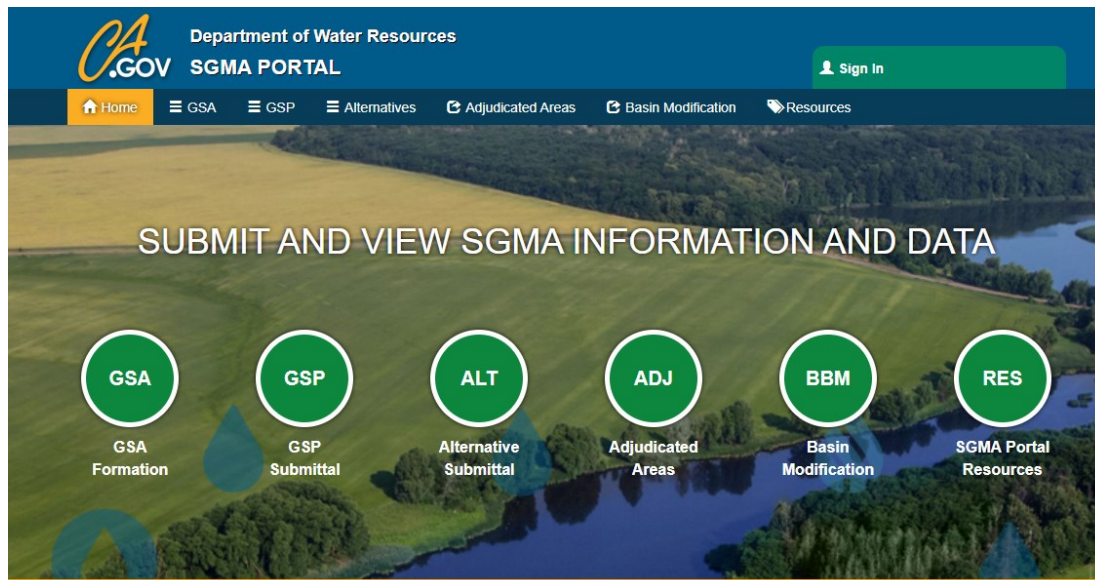 CA
.GOV
Department of Water Resources
SGMA PORTAL
Sign In
Home GSA GSP Alternatives Adjudicated Areas Basin Modification Resources
SUBMIT AND VIEW SGMA INFORMATION AND DATA
GSA GSP ALT ADJ BBM RES
GSA GSP Alternative Adjudicated Basin SGMA Portal
Formation Submittal Submittal Areas Modification Resources